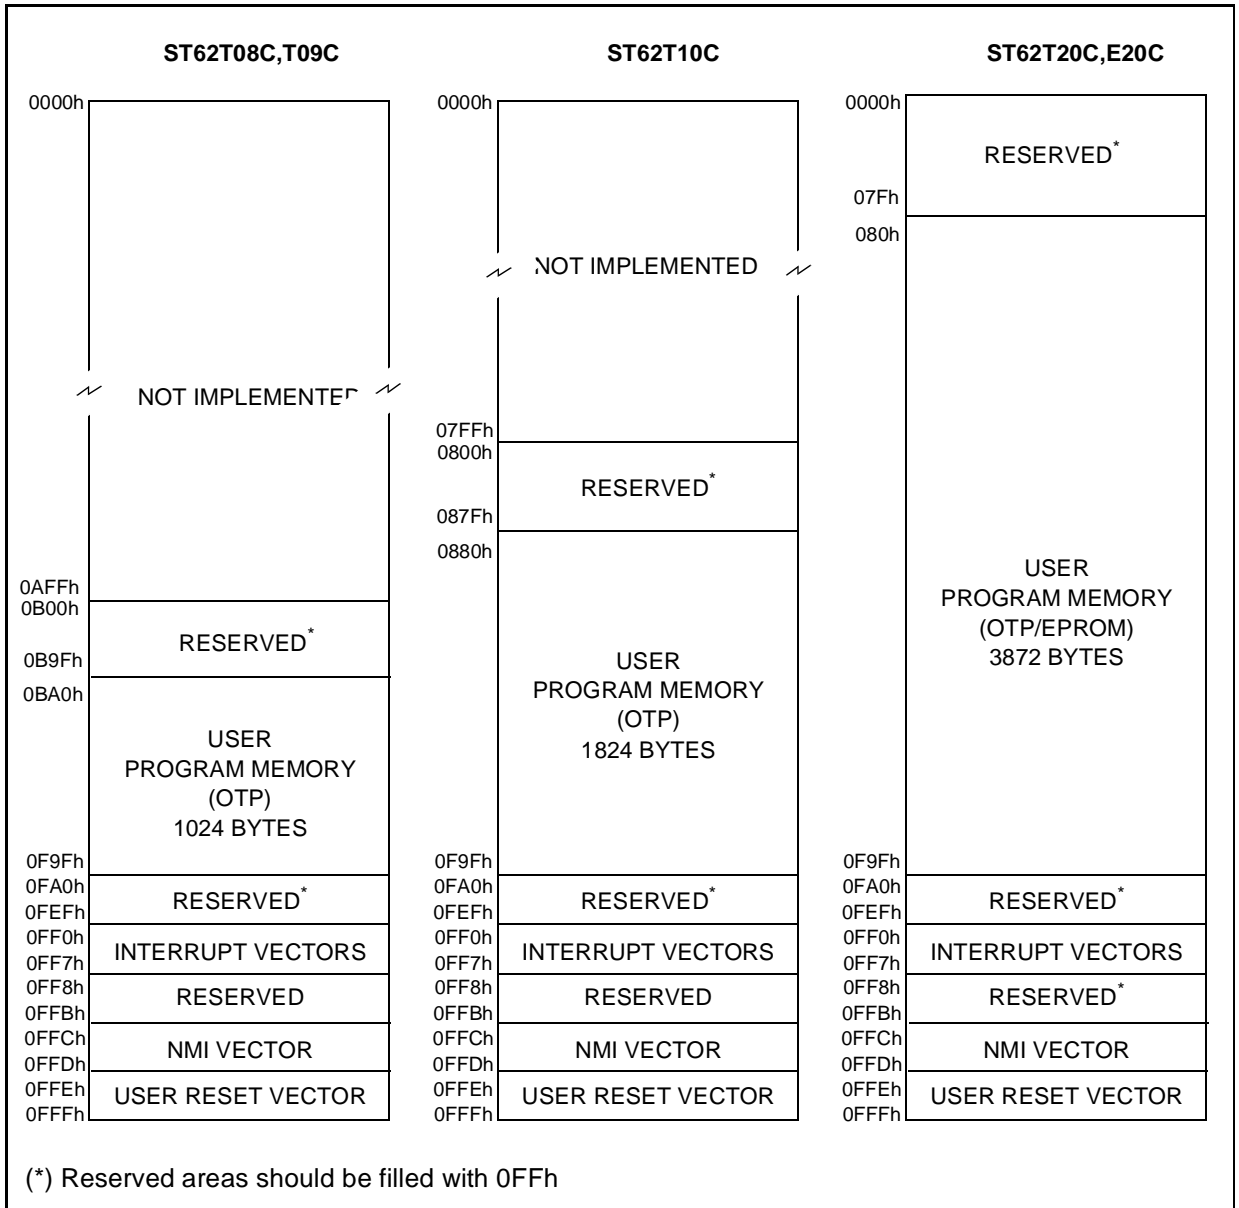 ST62T08C,T09C
0000h
NOT IMPLEMENTED
0AFFh
0B00h
RESERVED*
0B9Fh
0BA0h
USER
PROGRAM MEMORY
(OTP)
1024 BYTES
0F9Fh
0FA0h
RESERVED*
0FEFh
0FF0h
INTERRUPT VECTORS
0FF7h
0FF8h
RESERVED
0FFBh
0FFCh
NMI VECTOR
0FFDh
0FFEh
USER RESET VECTOR
0FFFh
ST62T10C
0000h
NOT IMPLEMENTED
07FFh
0800h
RESERVED*
087Fh
0880h
USER
PROGRAM MEMORY
(OTP)
1824 BYTES
0F9Fh
0FA0h
RESERVED*
0FEFh
0FF0h
INTERRUPT VECTORS
0FF7h
0FF8h
RESERVED
0FFBh
0FFCh
NMI VECTOR
0FFDh
0FFEh
USER RESET VECTOR
0FFFh
ST62T20C,E20C
0000h
RESERVED*
07Fh
080h
USER
PROGRAM MEMORY
(OTP/EPROM)
3872 BYTES
0F9Fh
0FA0h
RESERVED*
0FEFh
0FF0h
INTERRUPT VECTORS
0FF7h
0FF8h
RESERVED*
0FFBh
0FFCh
NMI VECTOR
0FFDh
0FFEh
USER RESET VECTOR
0FFFh
(*) Reserved areas should be filled with 0FFh